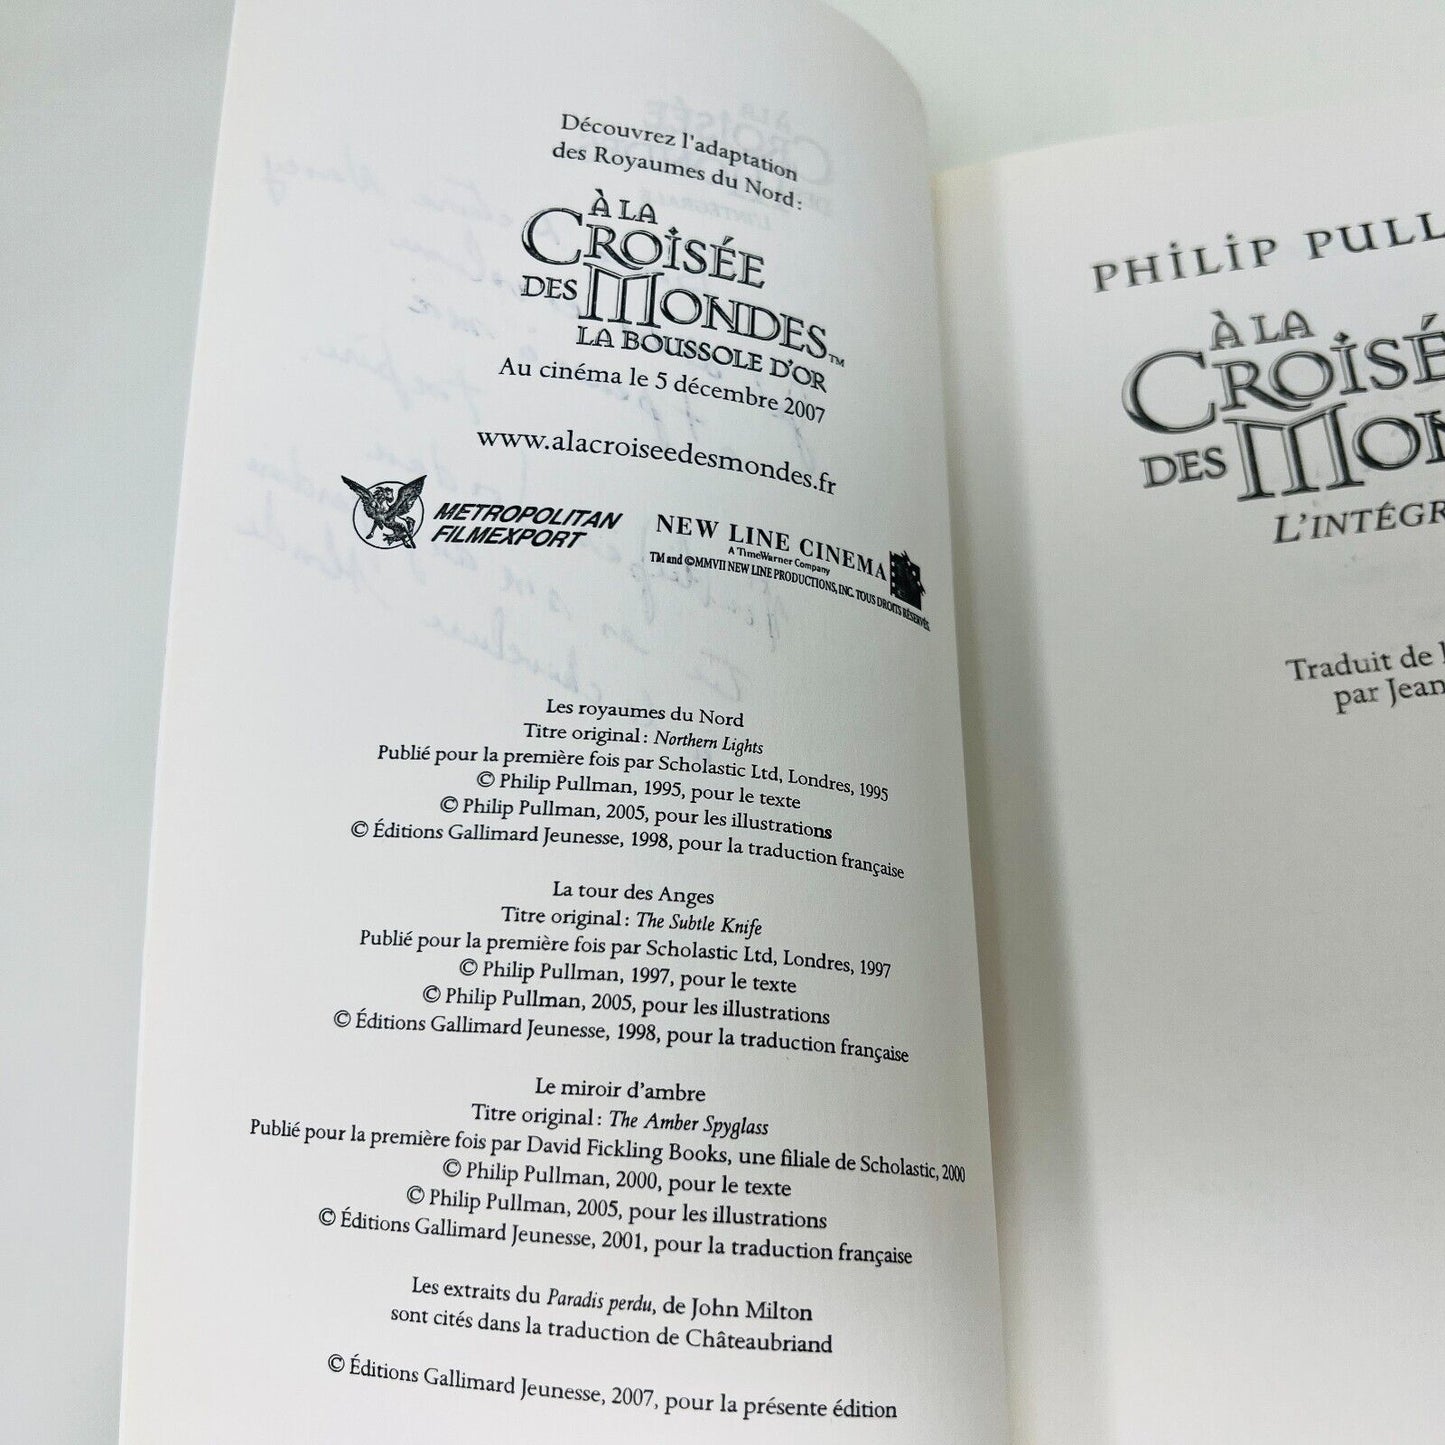 Découvrez l'adaptation
des Royaumes du Nord :
À LA
CROISÉE
DES MONDES™
LA BOUSSOLE D'OR
Au cinéma le 5 décembre 2007
www.alacroiseedesmondes.fr
METROPOLITAN
FILMEXPORT
NEW LINE CINEMA
A TimeWarner Company
TM and ©MMVII NEW LINE PRODUCTIONS, INC. TOUS DROITS RÉSERVÉS.
Les royaumes du Nord
Titre original : Northern Lights
Publié pour la première fois par Scholastic Ltd, Londres, 1995
© Philip Pullman, 1995, pour le texte
© Philip Pullman, 2005, pour les illustrations
© Éditions Gallimard Jeunesse, 1998, pour la traduction française
La tour des Anges
Titre original : The Subtle Knife
Publié pour la première fois par Scholastic Ltd, Londres, 1997
© Philip Pullman, 1997, pour le texte
© Philip Pullman, 2005, pour les illustrations
© Éditions Gallimard Jeunesse, 1998, pour la traduction française
Le miroir d'ambre
Titre original : The Amber Spyglass
Publié pour la première fois par David Fickling Books, une filiale de Scholastic, 2000
© Philip Pullman, 2000, pour le texte
© Philip Pullman, 2005, pour les illustrations
© Éditions Gallimard Jeunesse, 2001, pour la traduction française
Les extraits du Paradis perdu, de John Milton
sont cités dans la traduction de Châteaubriand
© Éditions Gallimard Jeunesse, 2007, pour la présente édition
PHILIP PULL
À LA
CROISÉ
DES MON
L'INTÉGR
Traduit de l
par Jean